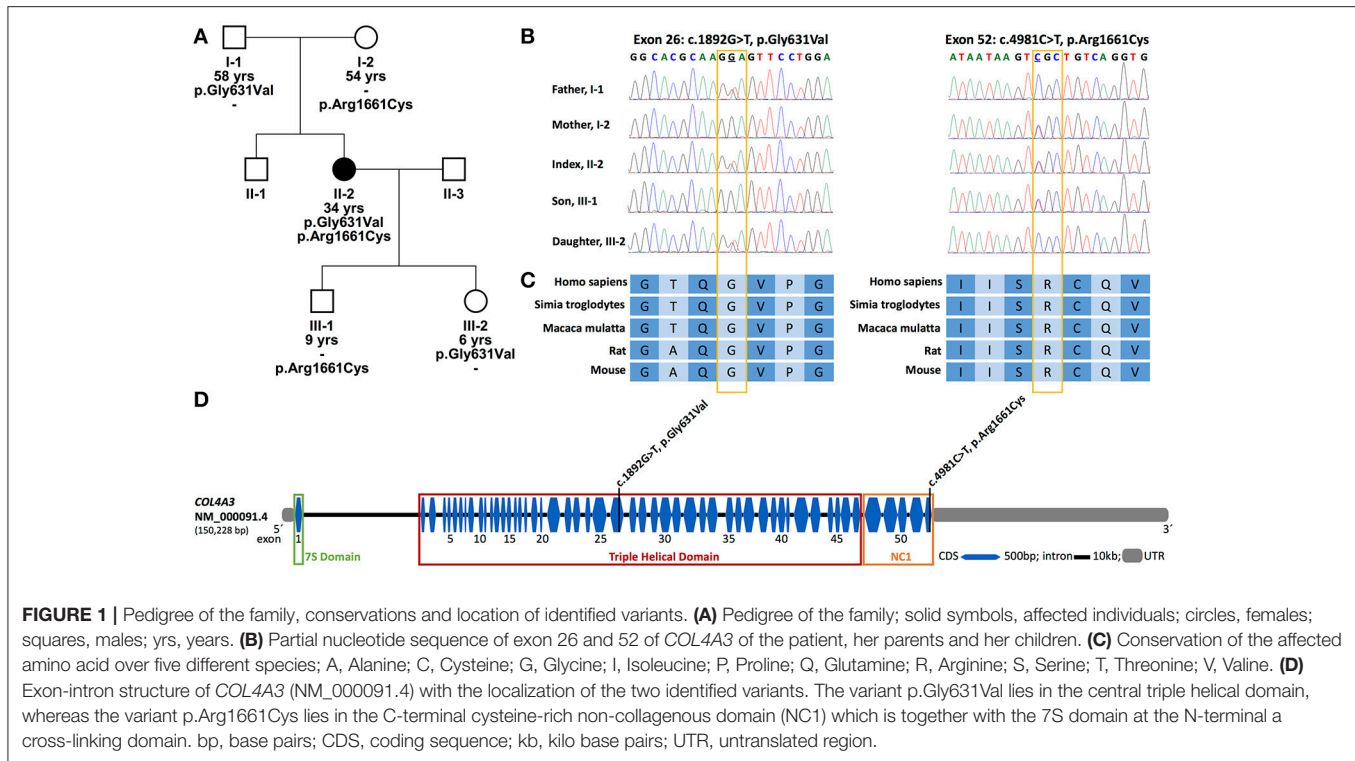 A
I-1
58 yrs
p.Gly631Val
-
I-2
54 yrs
-
p.Arg1661Cys
II-1
II-2
34 yrs
p.Gly631Val
p.Arg1661Cys
II-3
III-1
9 yrs
-
p.Arg1661Cys
III-2
6 yrs
p.Gly631Val
-
B
Exon 26: c.1892G>T, p.Gly631Val
G G C A C G C A A G G A G T T C C T G G A
Exon 52: c.4981C>T, p.Arg1661Cys
A T A A T A A G T C G C T G T C A G G T G
Father, I-1
Mother, I-2
Index, II-2
Son, III-1
Daughter, III-2
C
Homo sapiens G T Q G V P G
Simia troglodytes G T Q G V P G
Macaca mulatta G T Q G V P G
Rat G A Q G V P G
Mouse G A Q G V P G
Homo sapiens I I S R C Q V
Simia troglodytes I I S R C Q V
Macaca mulatta I I S R C Q V
Rat I I S R C Q V
Mouse I I S R C Q V
D
c.1892G>T, p.Gly631Val
c.4981C>T, p.Arg1661Cys
COL4A3
NM_000091.4
(150,228 bp)
5´
3´
exon 1 5 10 15 20 25 30 35 40 45 50
7S Domain
Triple Helical Domain
NC1
CDS 500bp; intron 10kb; UTR
FIGURE 1 | Pedigree of the family, conservations and location of identified variants. (A) Pedigree of the family; solid symbols, affected individuals; circles, females;
squares, males; yrs, years. (B) Partial nucleotide sequence of exon 26 and 52 of COL4A3 of the patient, her parents and her children. (C) Conservation of the affected
amino acid over five different species; A, Alanine; C, Cysteine; G, Glycine; I, Isoleucine; P, Proline; Q, Glutamine; R, Arginine; S, Serine; T, Threonine; V, Valine. (D)
Exon-intron structure of COL4A3 (NM_000091.4) with the localization of the two identified variants. The variant p.Gly631Val lies in the central triple helical domain,
whereas the variant p.Arg1661Cys lies in the C-terminal cysteine-rich non-collagenous domain (NC1) which is together with the 7S domain at the N-terminal a
cross-linking domain. bp, base pairs; CDS, coding sequence; kb, kilo base pairs; UTR, untranslated region.